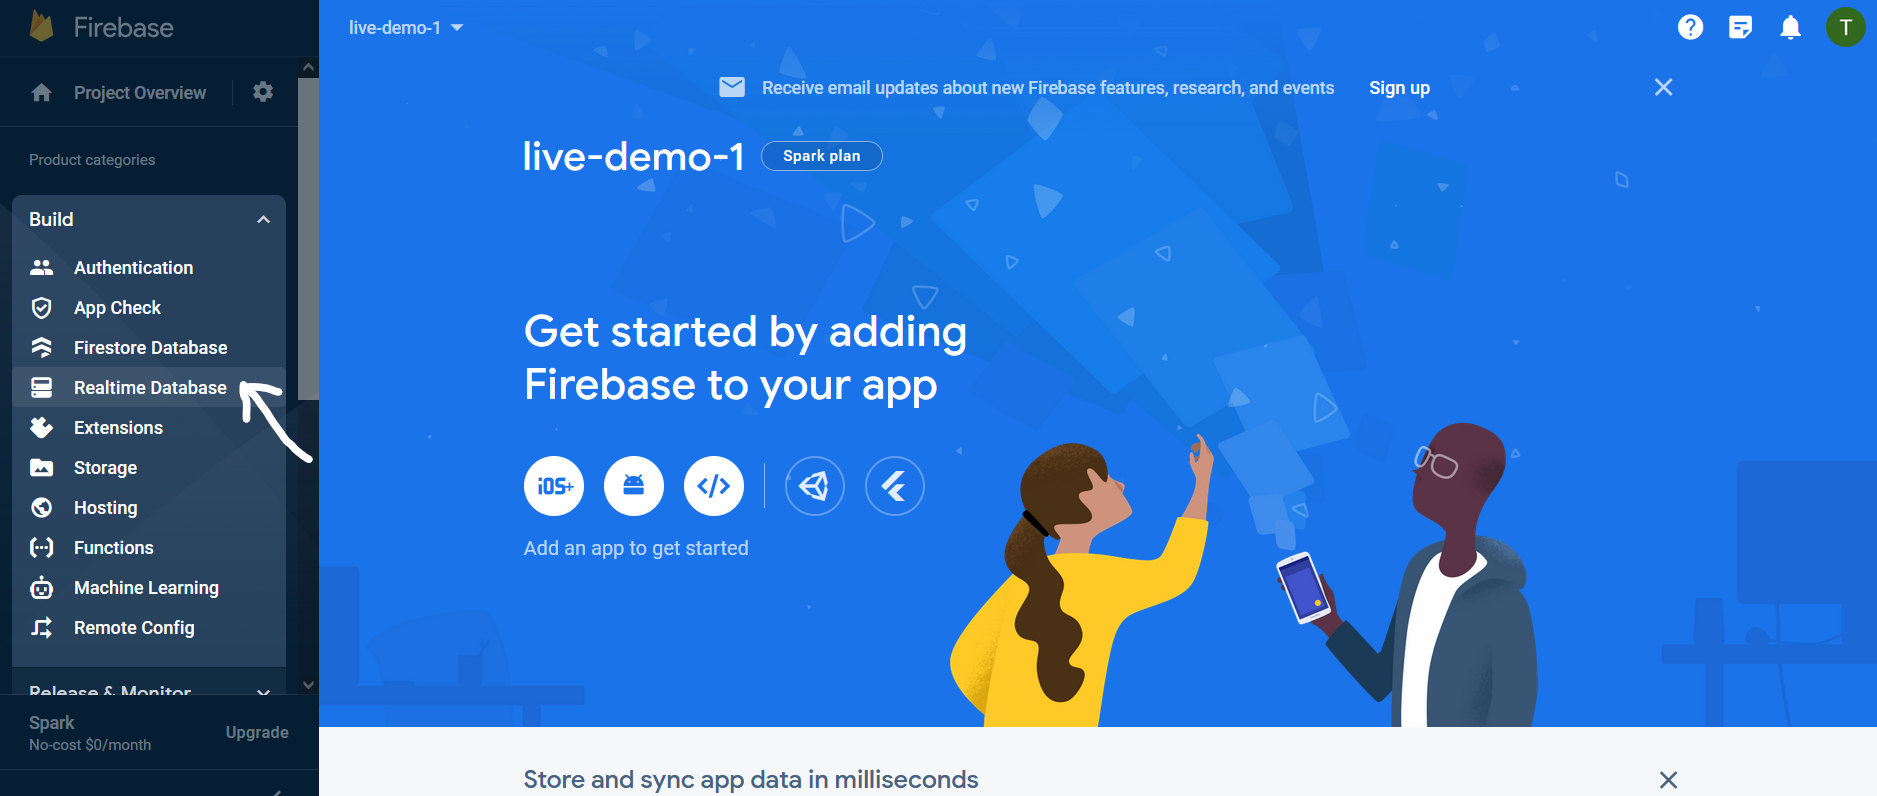 Firebase
Project Overview
Product categories
Build
Authentication
App Check
Firestore Database
Realtime Database
Extensions
Storage
Hosting
Functions
Machine Learning
Remote Config
Release & Monitor
Spark
No-cost $0/month
Upgrade
live-demo-1
T
Receive email updates about new Firebase features, research, and events Sign up
live-demo-1 Spark plan
Get started by adding
Firebase to your app
iOS+
Add an app to get started
Store and sync app data in milliseconds